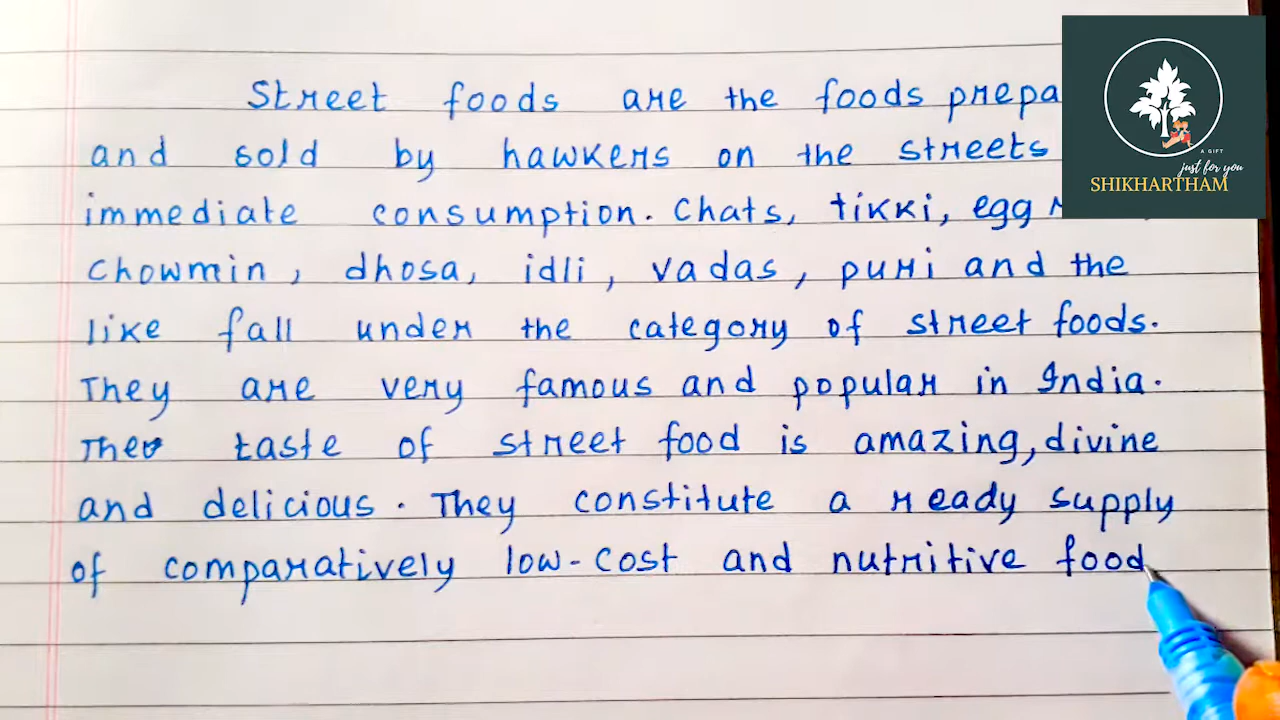 Street foods are the foods prepa
and sold by hawkers on the streets
immediate consumption. Chats, tikki, egg
chowmin, dhosa, idli, vadas, puri and the
like fall under the category of street foods.
They are very famous and popular in India.
The taste of street food is amazing, divine
and delicious. They constitute a ready supply
of comparatively low-cost and nutritive food
A GIFT
just for you
SHIKHARTHAM